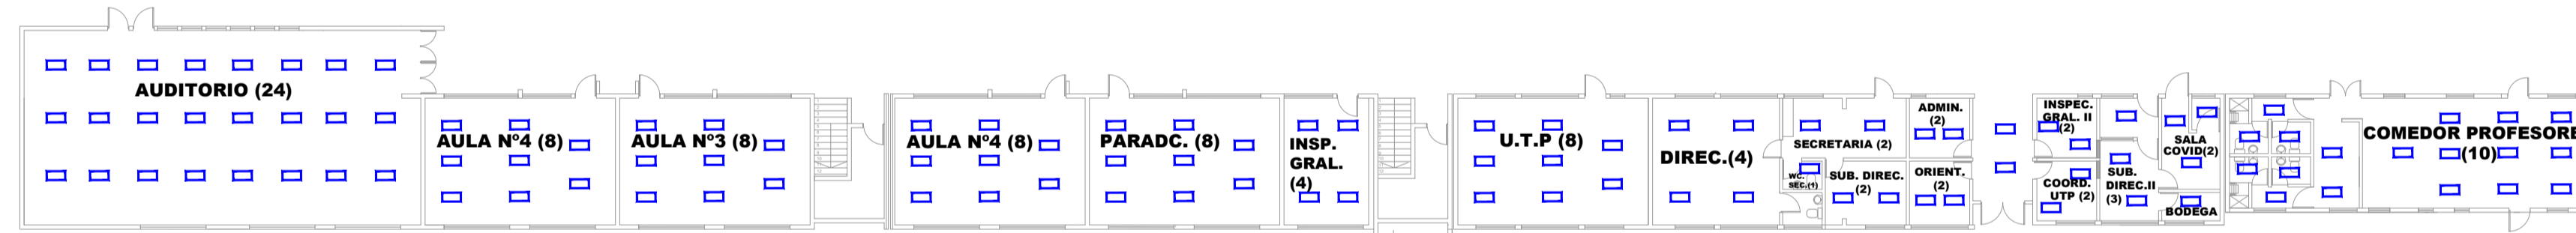 AUDITORIO (24)
AULA Nº4 (8)
AULA Nº3 (8)
AULA Nº4 (8)
PARADC. (8)
INSP.
GRAL.
(4)
U.T.P (8)
DIREC.(4)
SECRETARIA (2)
WC.
SEC.(1)
SUB. DIREC.
(2)
ADMIN.
(2)
ORIENT.
(2)
INSPEC.
GRAL. II
(2)
COORD.
UTP (2)
SUB.
DIREC.II
(3)
SALA
COVID(2)
BODEGA
COMEDOR PROFESORE
(10)